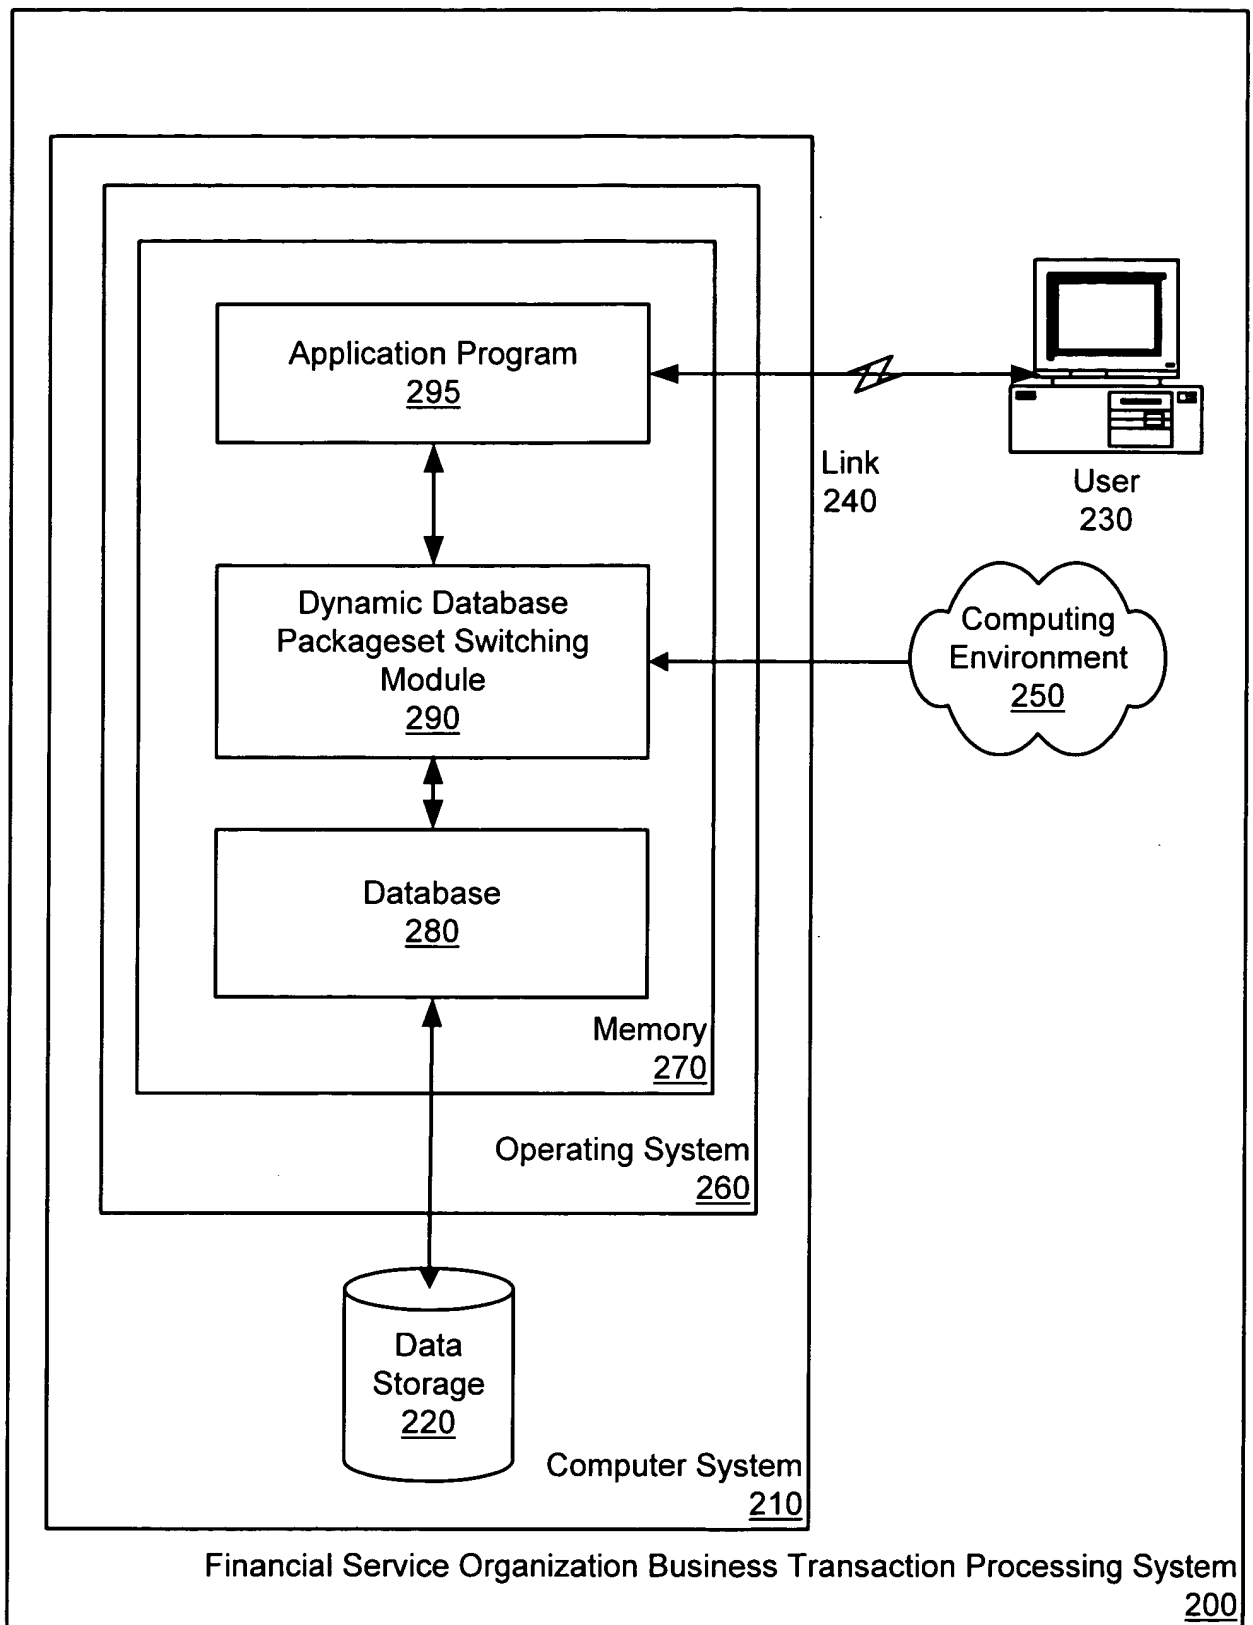 Application Program
295
Link
240
User
230
Dynamic Database
Packageset Switching
Module
290
Computing
Environment
250
Database
280
Memory
270
Operating System
260
Data
Storage
220
Computer System
210
Financial Service Organization Business Transaction Processing System
200